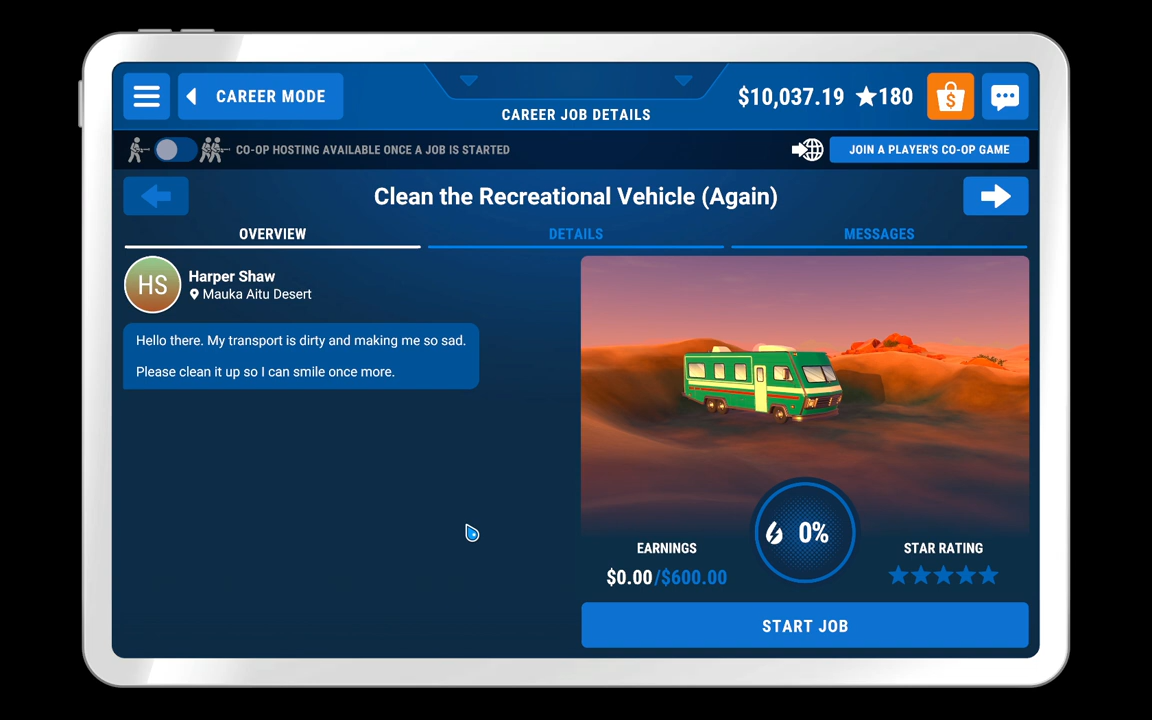 CAREER MODE
CAREER JOB DETAILS
$10,037.19 ★180
CO-OP HOSTING AVAILABLE ONCE A JOB IS STARTED
JOIN A PLAYER'S CO-OP GAME
Clean the Recreational Vehicle (Again)
OVERVIEW
DETAILS
MESSAGES
HS
Harper Shaw
Mauka Aitu Desert
Hello there. My transport is dirty and making me so sad.
Please clean it up so I can smile once more.
0%
EARNINGS
$0.00/$600.00
STAR RATING
START JOB